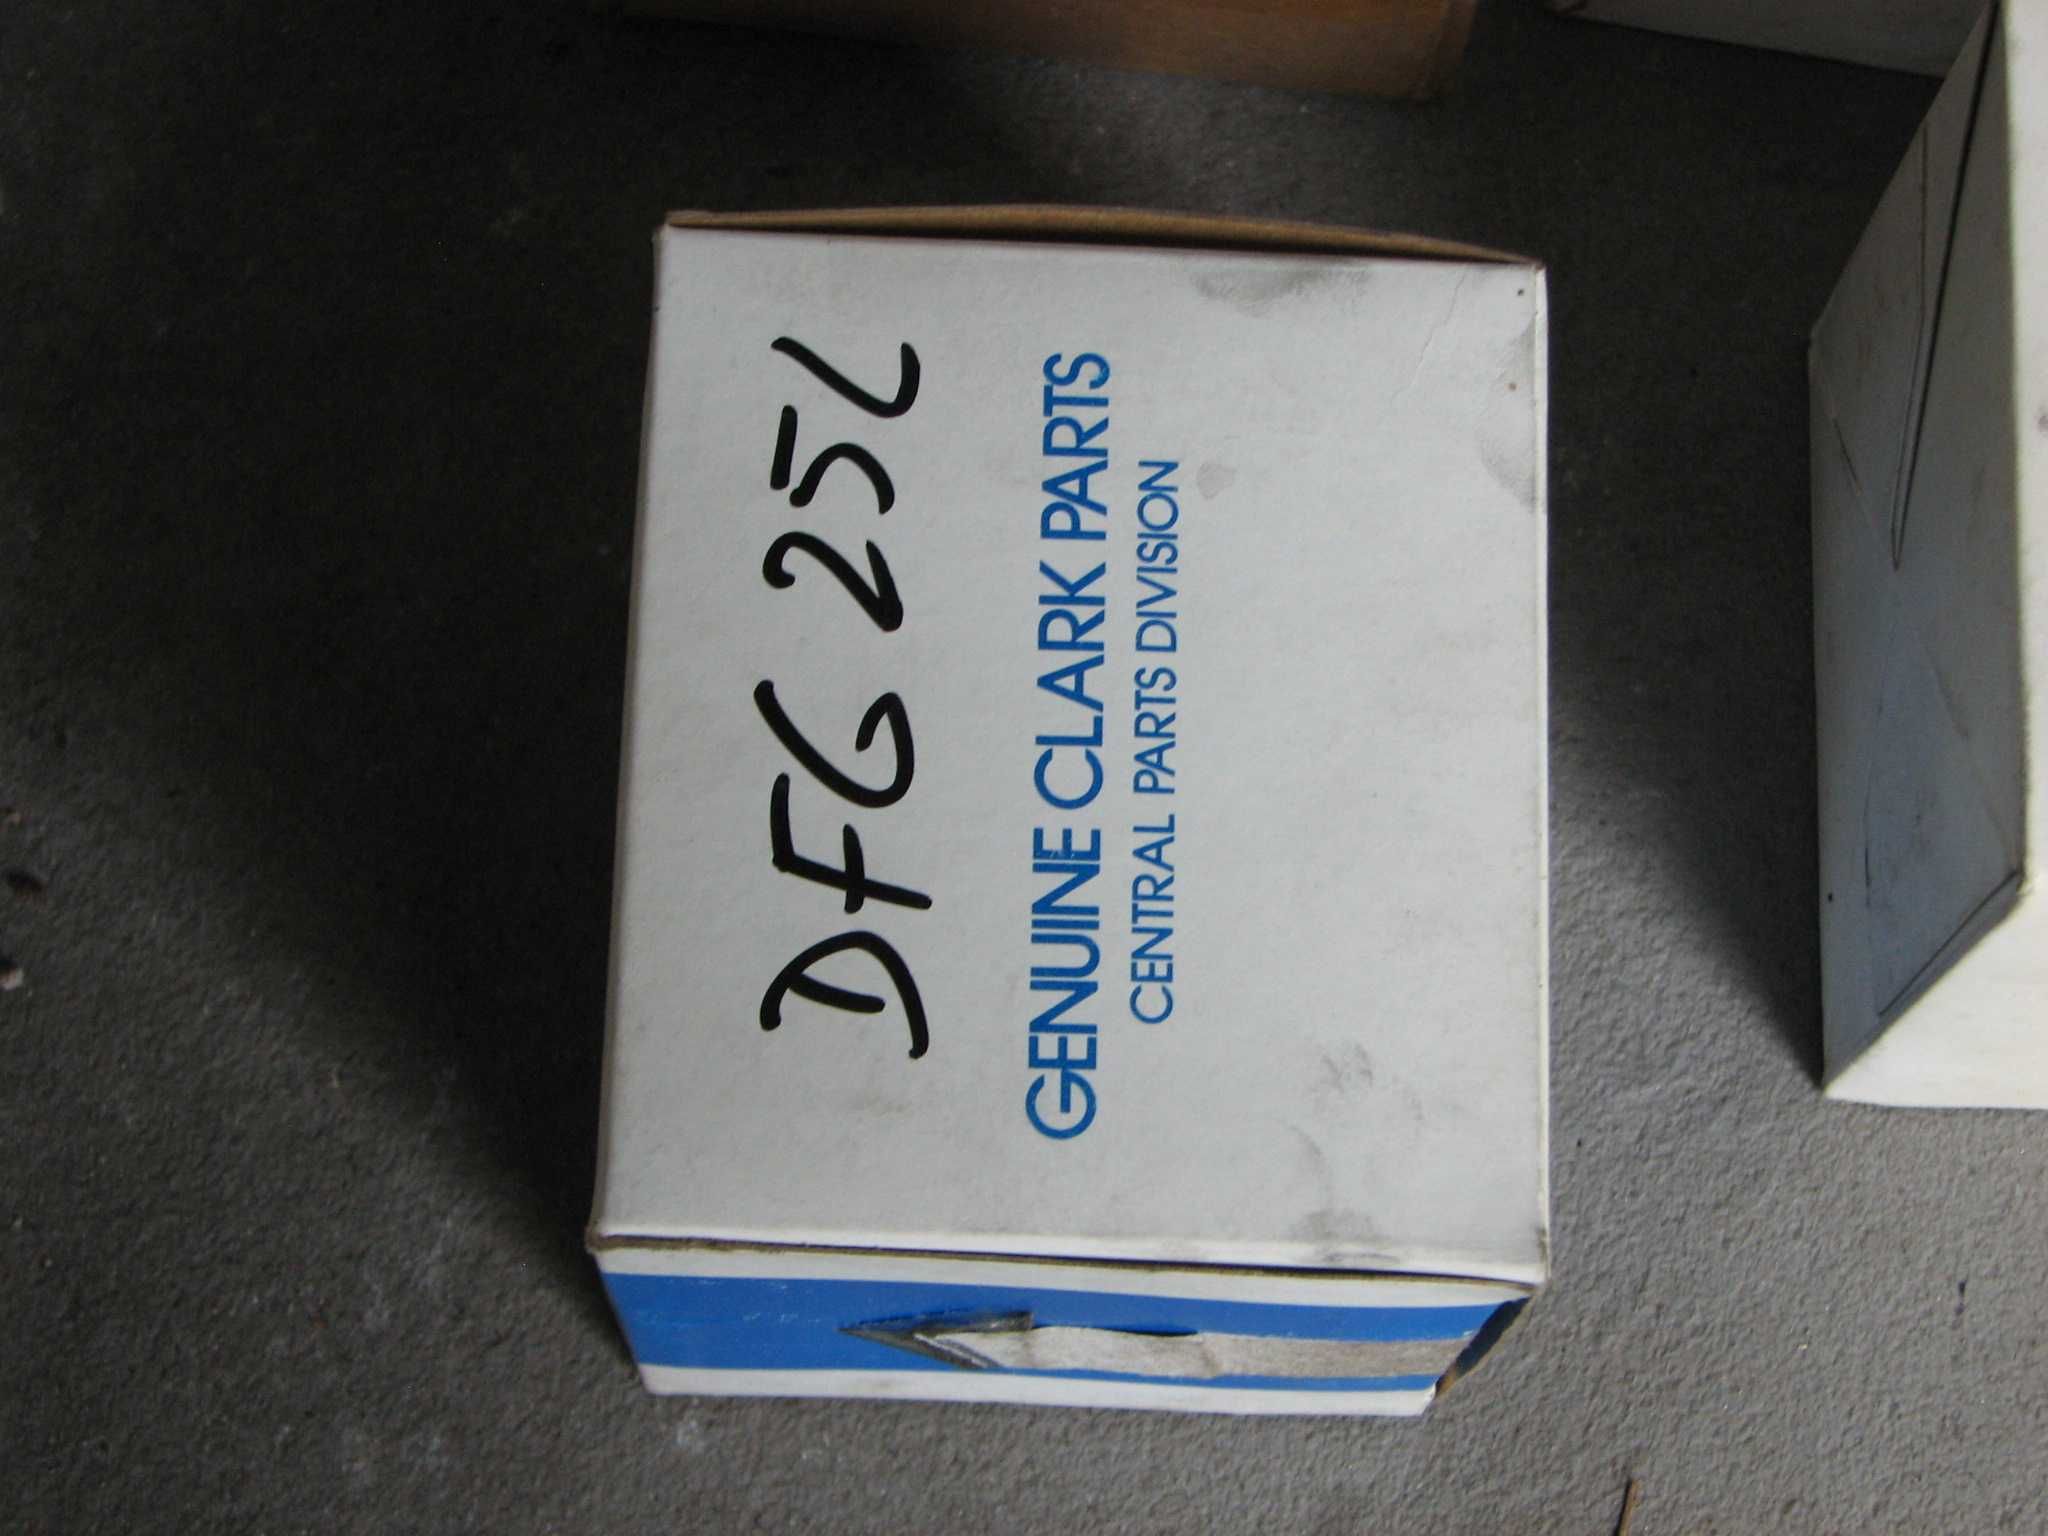 DFG 25L
GENUINE CLARK PARTS
CENTRAL PARTS DIVISION